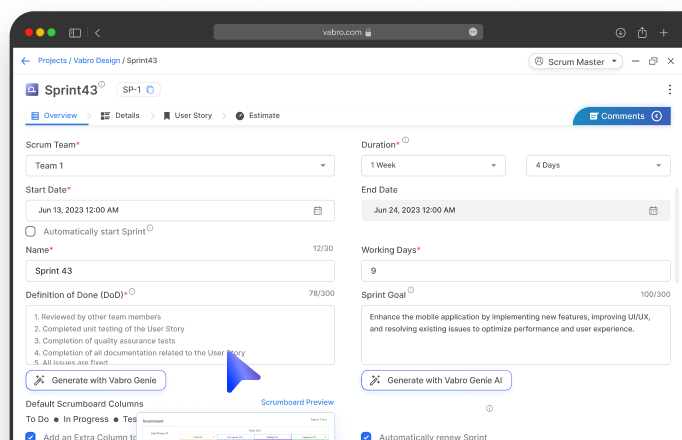 vabro.com
Projects / Vabro Design / Sprint43
Scrum Master
Sprint43
SP-1
Overview
Details
User Story
Estimate
Comments
Scrum Team*
Duration*
Team 1
1 Week
4 Days
Start Date*
End Date
Jun 13, 2023 12:00 AM
Jun 24, 2023 12:00 AM
Automatically start Sprint
Name*
12/30
Working Days*
Sprint 43
9
Definition of Done (DoD)*
78/300
Sprint Goal
100/300
1. Reviewed by other team members
2. Completed unit testing of the User Story
3. Completion of quality assurance tests
4. Completion of all documentation related to the User Story
5. All issues are fixed
Enhance the mobile application by implementing new features, improving UI/UX,
and resolving existing issues to optimize performance and user experience.
Generate with Vabro Genie
Generate with Vabro Genie AI
Default Scrumboard Columns
Scrumboard Preview
To Do ● In Progress ● Tes
Scrumboard
Add an Extra Column to
Automatically renew Sprint